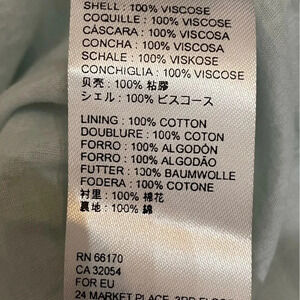 SHELL : 100% VISCOSE
COQUILLE : 100% VISCOSE
CÁSCARA : 100% VISCOSA
CONCHA : 100% VISCOSA
SCHALE : 100% VISKOSE
CONCHIGLIA : 100% VISCOSE
贝壳 : 100% 粘膠
シェル : 100% ビスコース
LINING : 100% COTTON
DOUBLURE : 100% COTON
FORRO : 100% ALGODÓN
FORRO : 100% ALGODÃO
FUTTER : 100% BAUMWOLLE
FODERA : 100% COTONE
衬里 : 100% 棉花
裏地 : 100% 綿
RN 66170
CA 32054
FOR EU
24 MARKET PLACE, 3RD